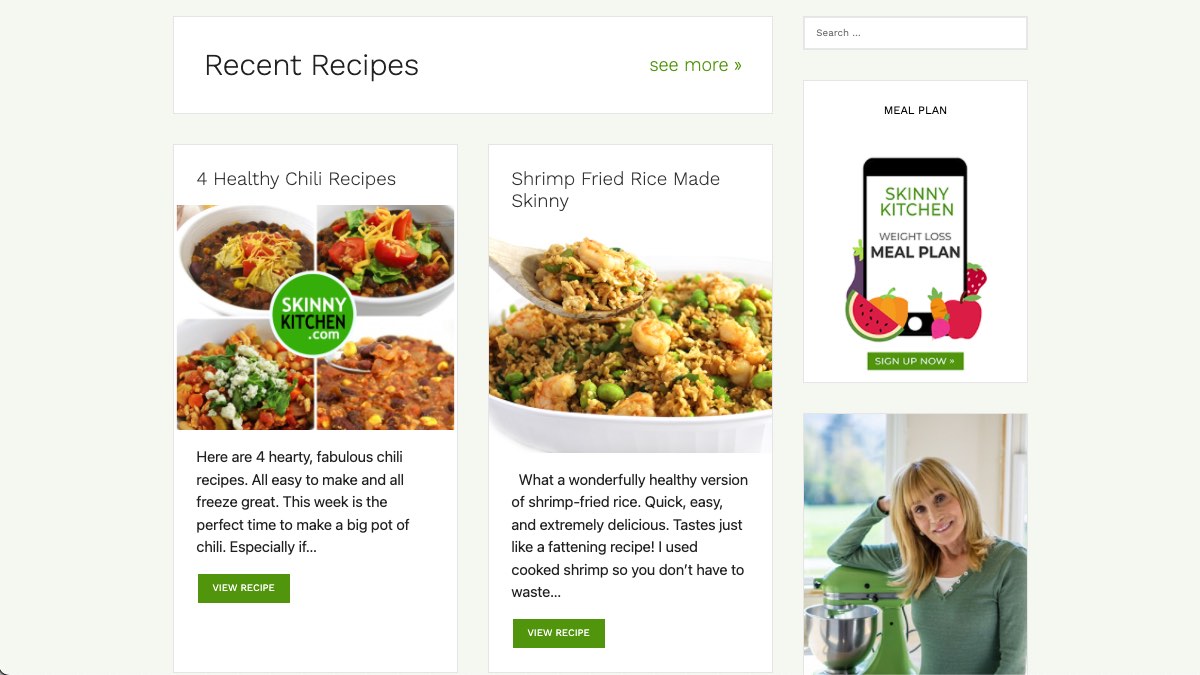 Recent Recipes
see more »
Search ...
MEAL PLAN
SKINNY
KITCHEN
WEIGHT LOSS
MEAL PLAN
SIGN UP NOW »
4 Healthy Chili Recipes
SKINNY
KITCHEN
.com
Here are 4 hearty, fabulous chili
recipes. All easy to make and all
freeze great. This week is the
perfect time to make a big pot of
chili. Especially if...
VIEW RECIPE
Shrimp Fried Rice Made
Skinny
What a wonderfully healthy version
of shrimp-fried rice. Quick, easy,
and extremely delicious. Tastes just
like a fattening recipe! I used
cooked shrimp so you don’t have to
waste...
VIEW RECIPE